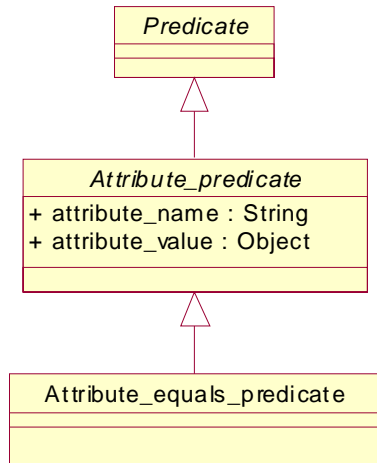 Predicate
Attribute_predicate
+ attribute_name : String
+ attribute_value : Object
Attribute_equals_predicate